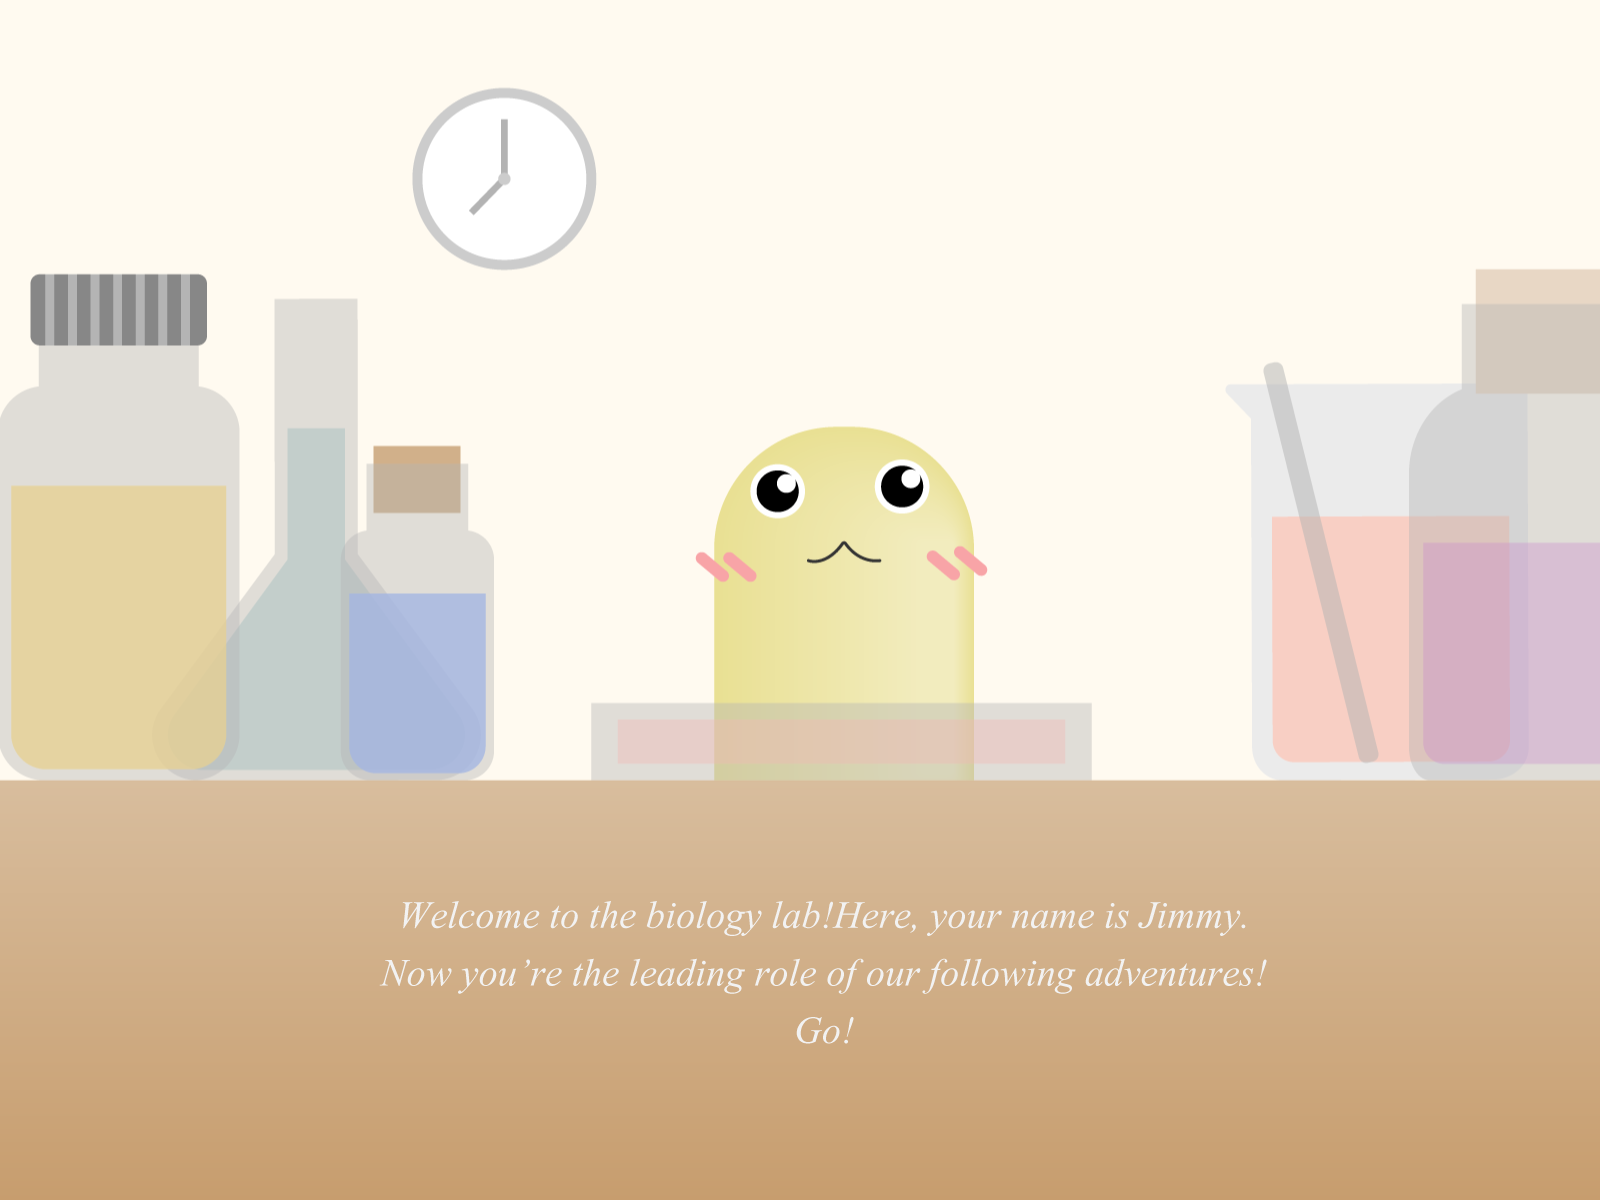 Welcome to the biology lab!Here, your name is Jimmy.
Now you’re the leading role of our following adventures!
Go!